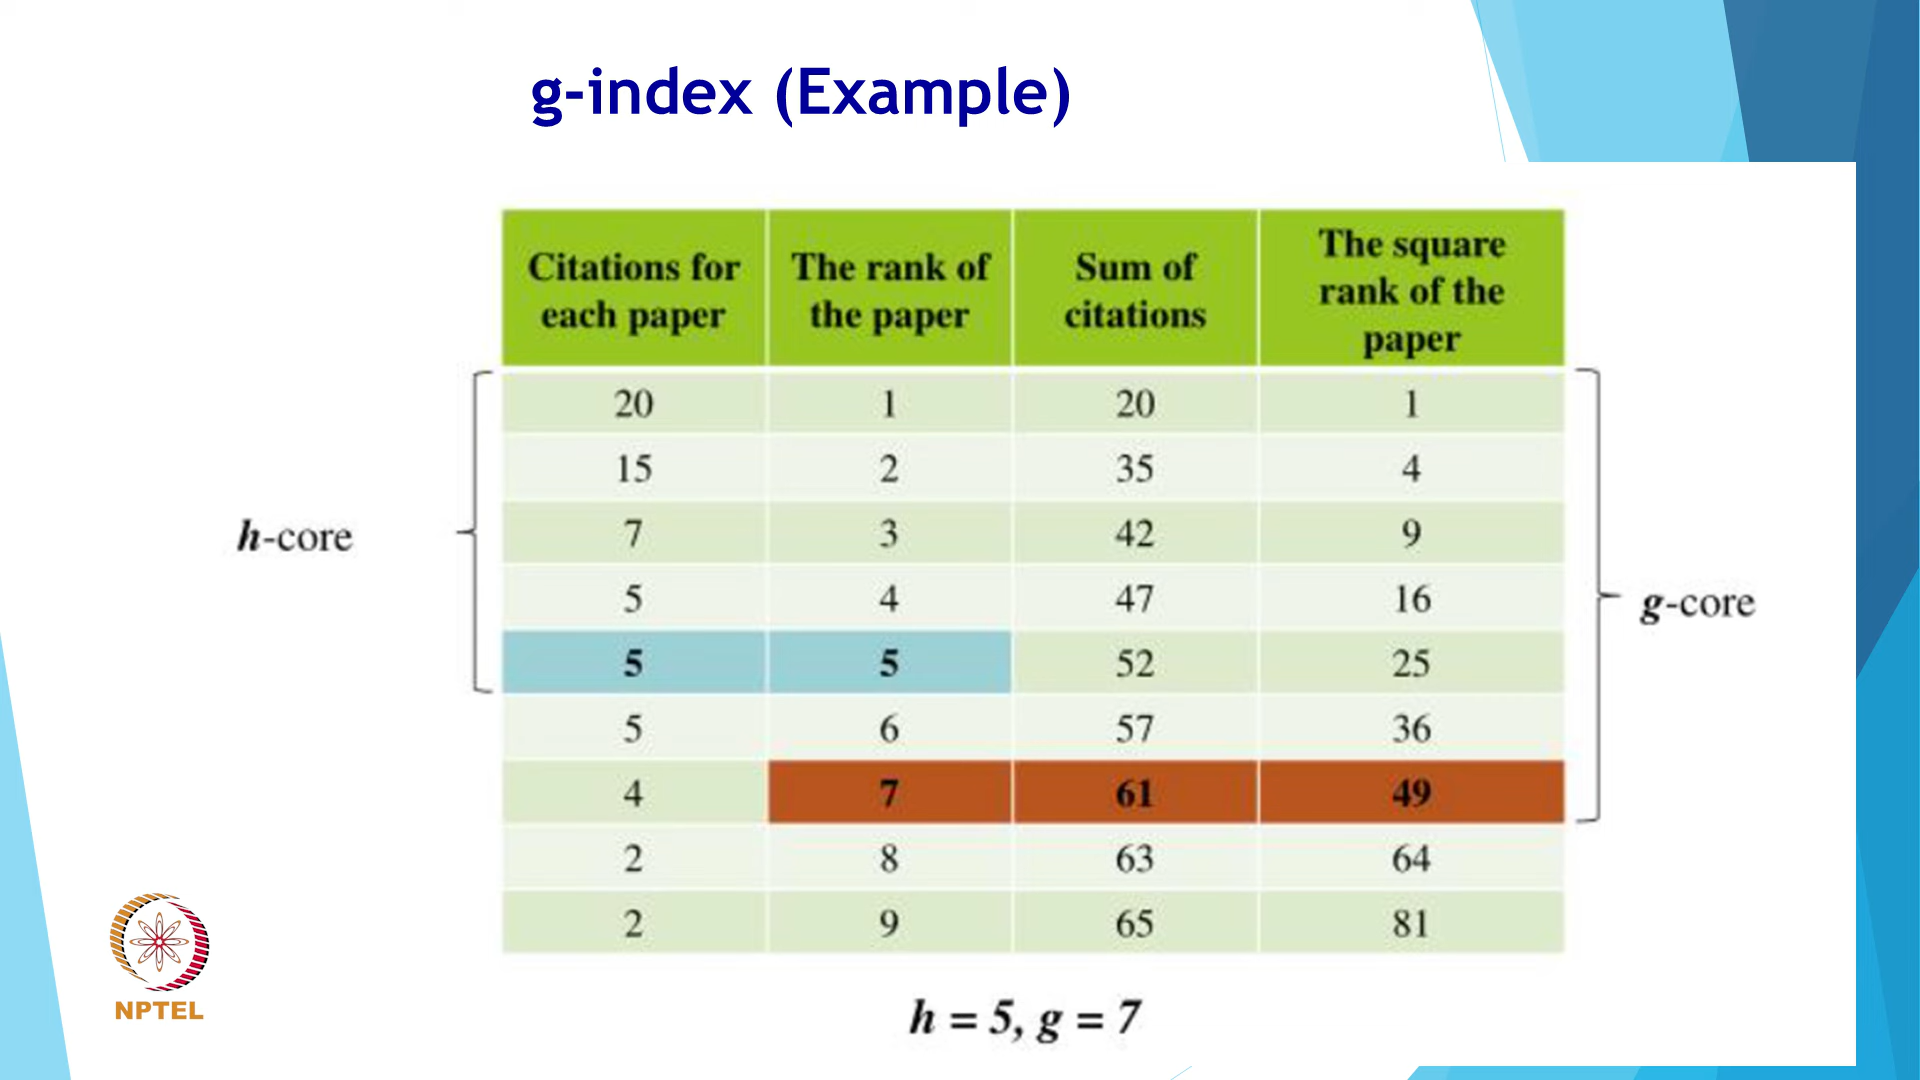 g-index (Example)
Citations for each paper | The rank of the paper | Sum of citations | The square rank of the paper
20 | 1 | 20 | 1
15 | 2 | 35 | 4
7 | 3 | 42 | 9
5 | 4 | 47 | 16
5 | 5 | 52 | 25
5 | 6 | 57 | 36
4 | 7 | 61 | 49
2 | 8 | 63 | 64
2 | 9 | 65 | 81
h-core
g-core
h = 5, g = 7
NPTEL